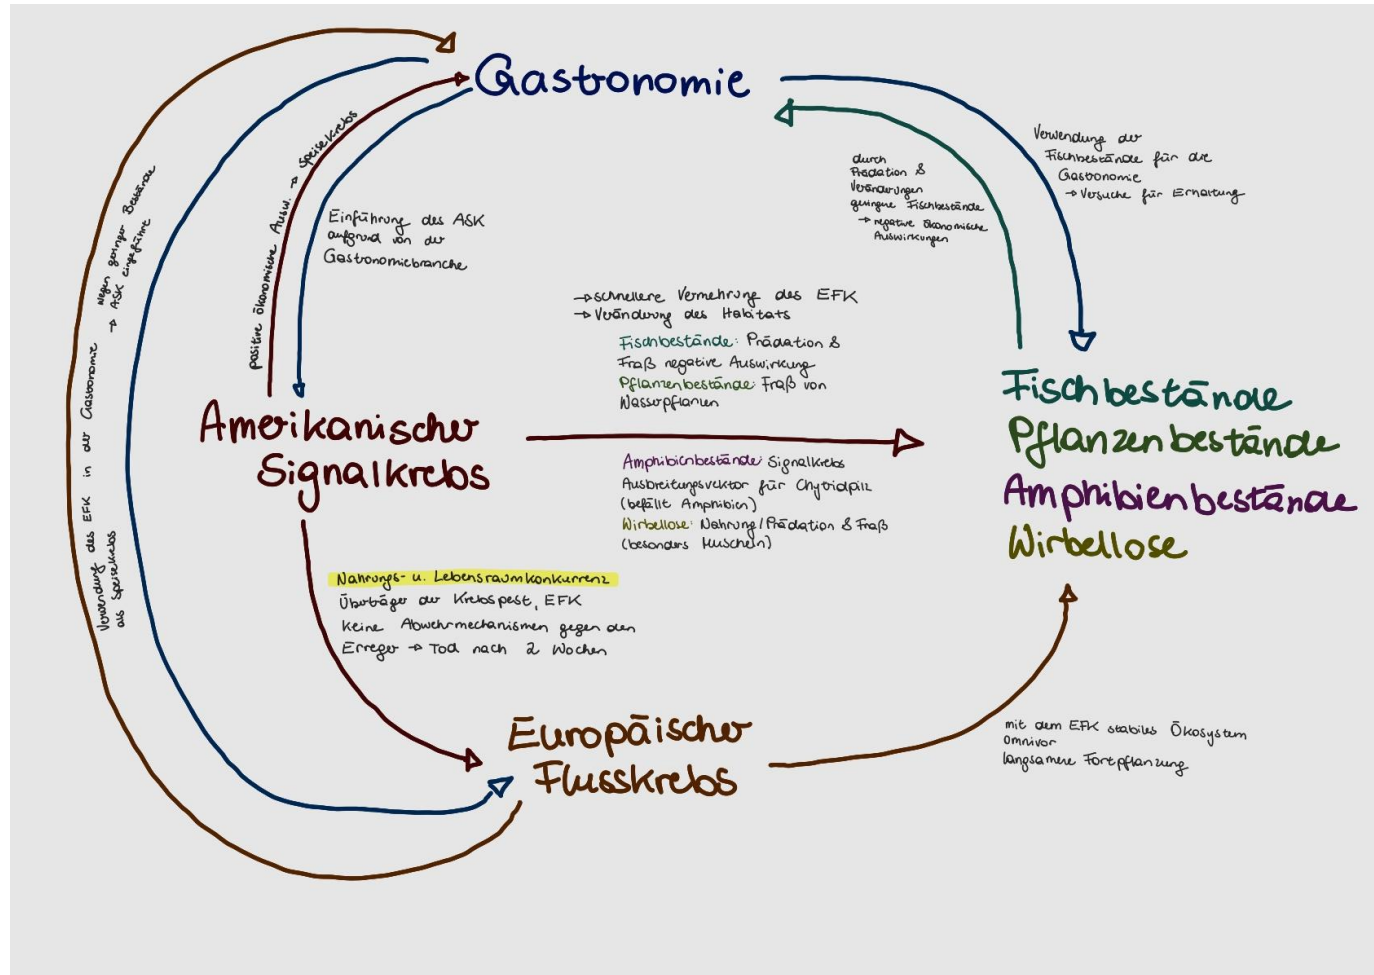 Gastronomie
Verwendung der
Fischbestände für die
Gastronomie
→ Versuche für Erhaltung
durch
Prädation &
Veränderungen
geringere Fischbestände
→ negative ökonomische
Auswirkungen
positive ökonomische Ausw. → Speisekrebs
Einführung des ASK
aufgrund von der
Gastronomiebranche
wegen geringer Bestände
→ ASK eingeführt
Verwendung des EFK in der Gastronomie
als Speisekrebs
→ schnellere Vermehrung des EFK
→ Veränderung des Habitats
Fischbestände: Prädation &
Fraß negative Auswirkung
Pflanzenbestände: Fraß von
Wasserpflanzen
Amerikanischer
Signalkrebs
Amphibienbestände: Signalkrebs
Ausbreitungsvektor für Chytridpilz
(befällt Amphibien)
Wirbellose: Nahrung/Prädation & Fraß
(besonders Muscheln)
Fischbestände
Pflanzenbestände
Amphibienbestände
Wirbellose
Nahrungs- u. Lebensraumkonkurrenz
Überträger der Krebspest, EFK
keine Abwehrmechanismen gegen den
Erreger → Tod nach 2 Wochen
Europäischer
Flusskrebs
mit dem EFK stabiles Ökosystem
omnivor
langsamere Fortpflanzung